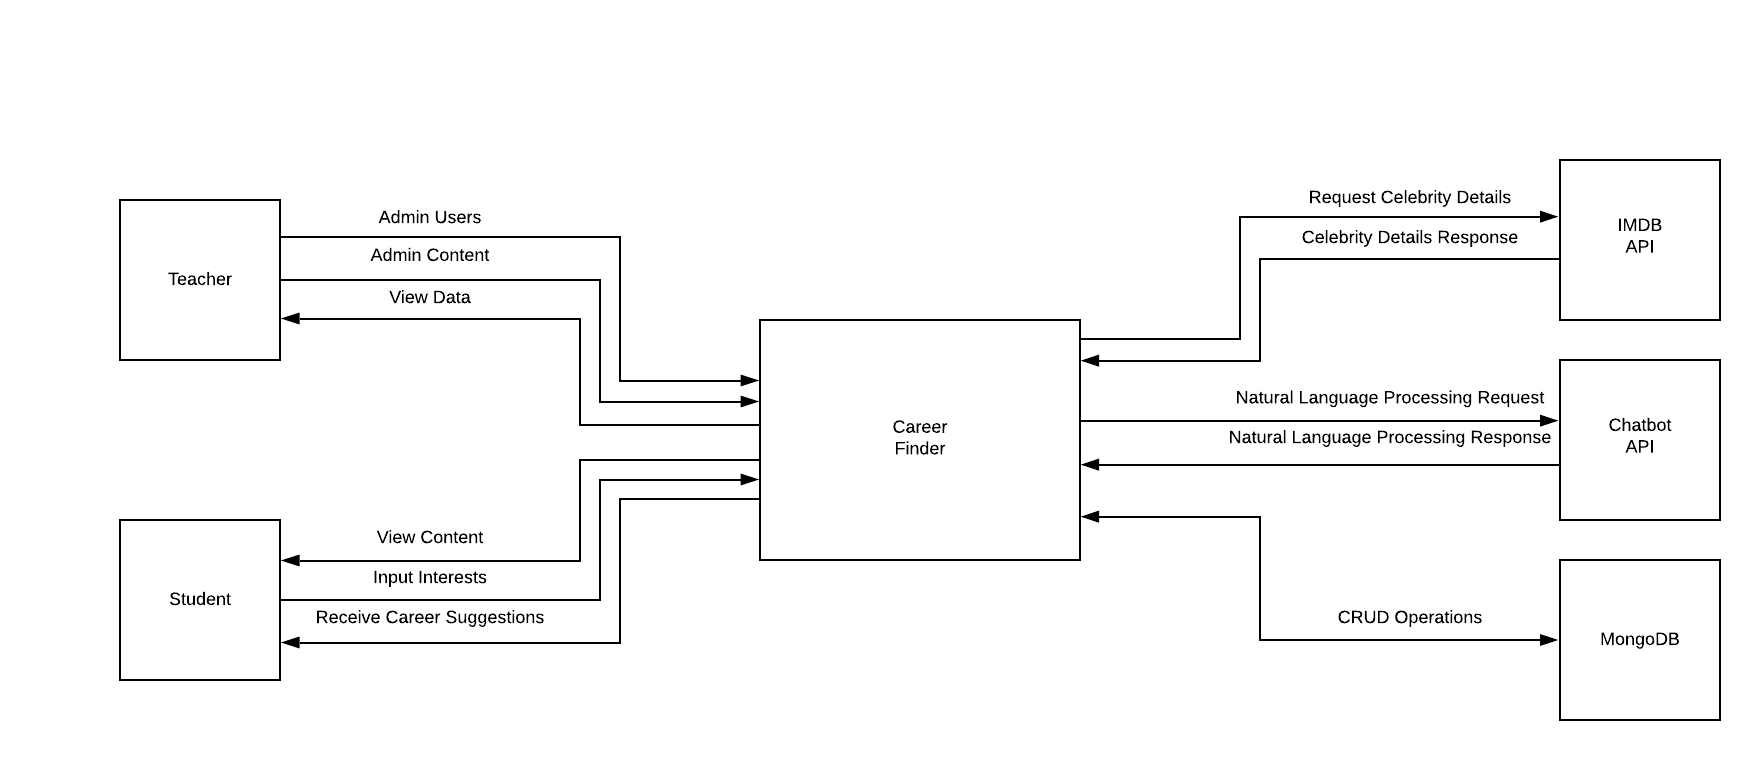 Admin Users
Admin Content
View Data
Teacher
View Content
Input Interests
Receive Career Suggestions
Student
Career
Finder
Request Celebrity Details
Celebrity Details Response
IMDB
API
Natural Language Processing Request
Natural Language Processing Response
Chatbot
API
CRUD Operations
MongoDB